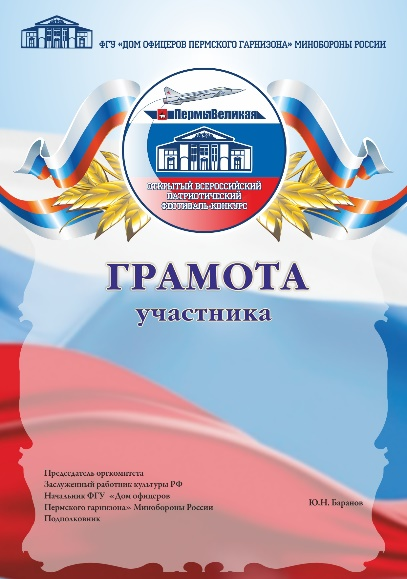 ФГУ «ДОМ ОФИЦЕРОВ ПЕРМСКОГО ГАРНИЗОНА» МИНОБОРОНЫ РОССИИ
ПермьВеликая
ОТКРЫТЫЙ ВСЕРОССИЙСКИЙ
ПАТРИОТИЧЕСКИЙ
ФЕСТИВАЛЬ-КОНКУРС
ГРАМОТА
участника
Председатель оргкомитета
Заслуженный работник культуры РФ
Начальник ФГУ «Дом офицеров
Пермского гарнизона» Минобороны России
Подполковник
Ю.Н. Баранов